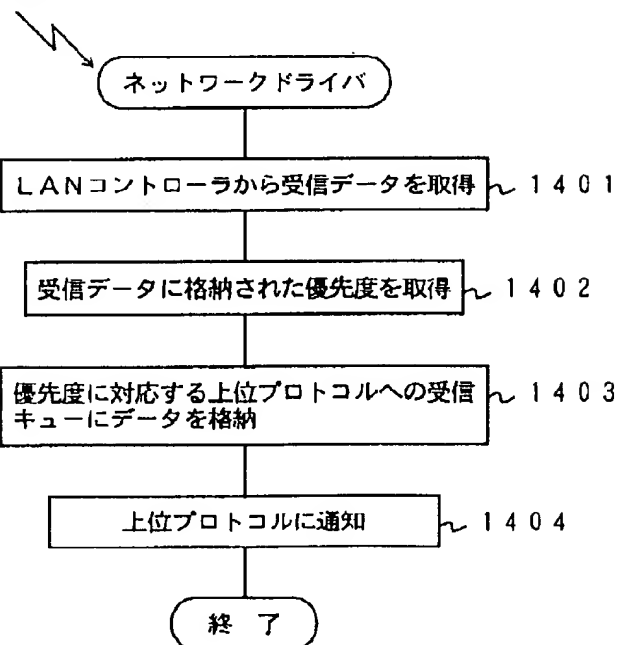 ネットワークドライバ
LANコントローラから受信データを取得 1401
受信データに格納された優先度を取得 1402
優先度に対応する上位プロトコルへの受信 1403
キューにデータを格納
上位プロトコルに通知 1404
終了